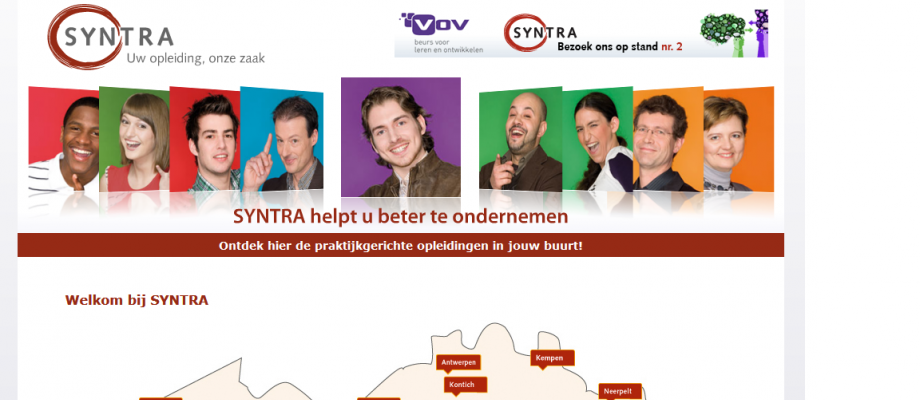 SYNTRA
Uw opleiding, onze zaak
VOV
beurs voor
leren en ontwikkelen
SYNTRA
Bezoek ons op stand nr. 2
SYNTRA helpt u beter te ondernemen
Ontdek hier de praktijkgerichte opleidingen in jouw buurt!
Welkom bij SYNTRA
Antwerpen
Kempen
Kontich
Neerpelt